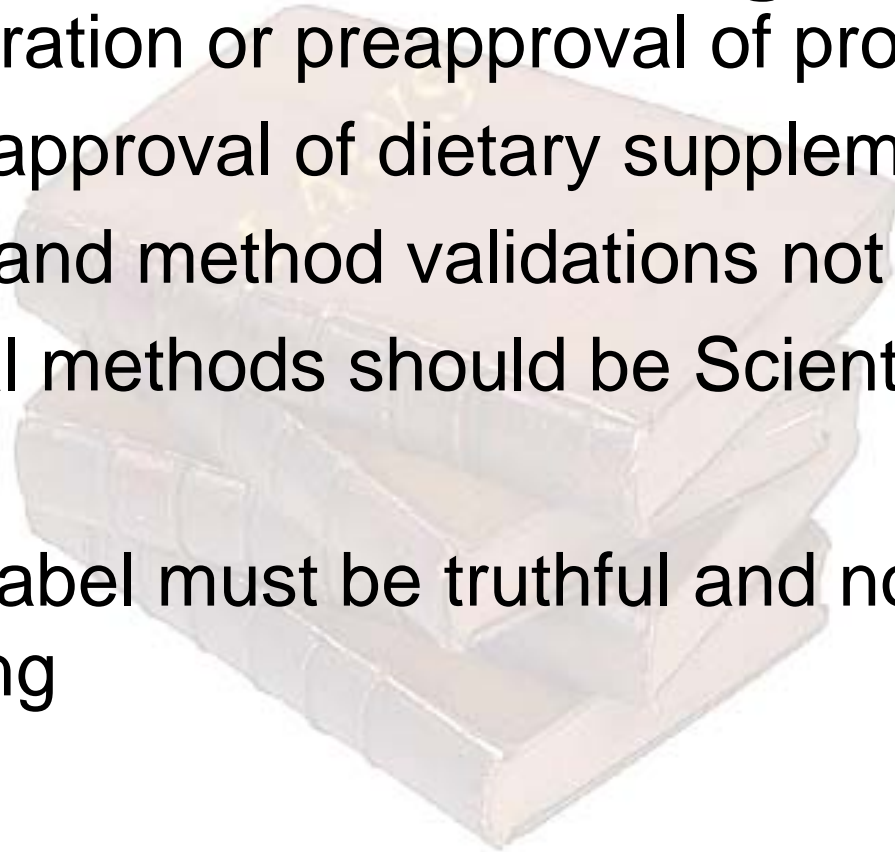 ration or preapproval of pro
approval of dietary supplem
and method validations not
l methods should be Scient
abel must be truthful and no
ng
LAWS